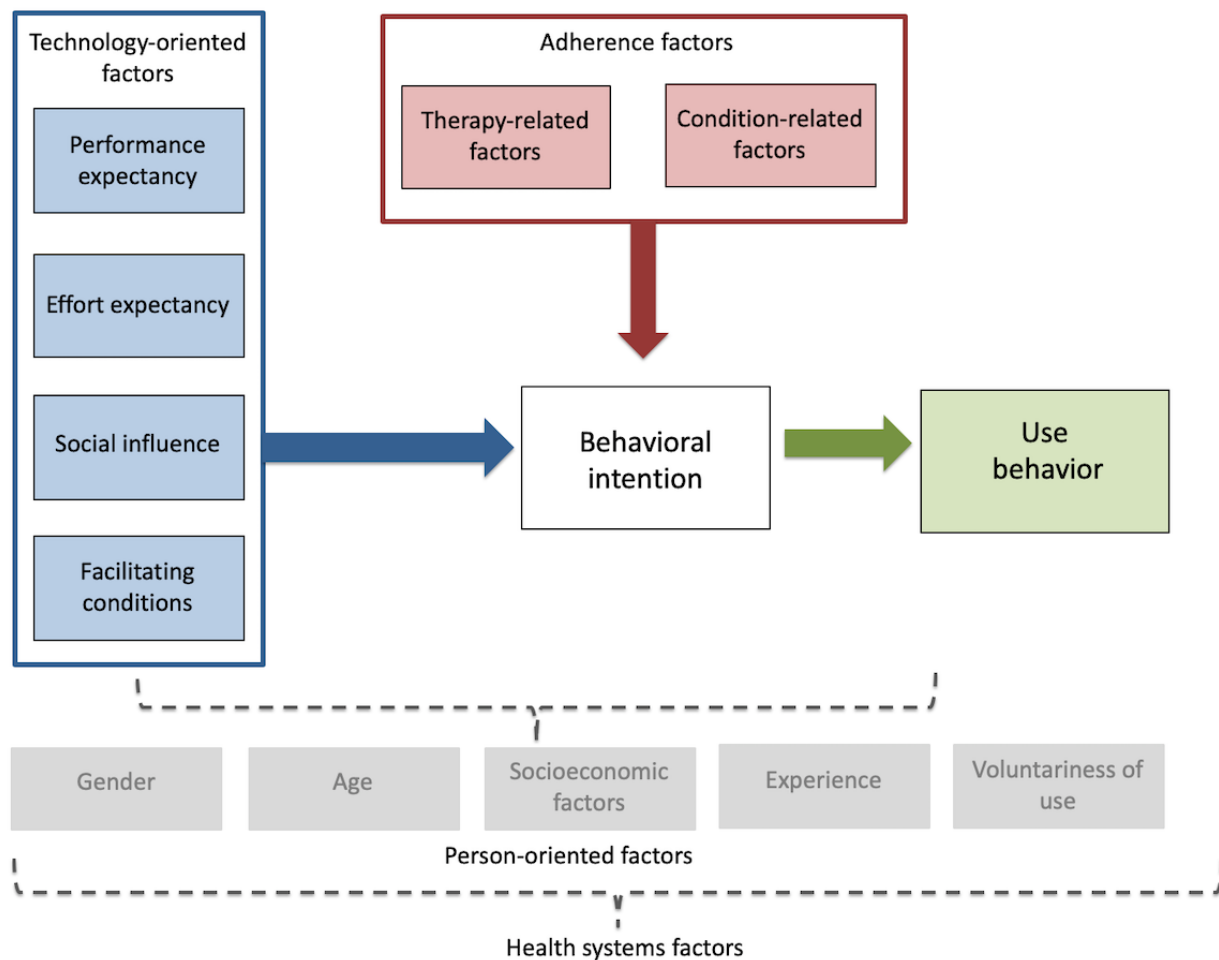 Technology-oriented
factors
Performance
expectancy
Effort expectancy
Social influence
Facilitating
conditions
Adherence factors
Therapy-related
factors
Condition-related
factors
Behavioral
intention
Use
behavior
Gender
Age
Socioeconomic
factors
Experience
Voluntariness of
use
Person-oriented factors
Health systems factors